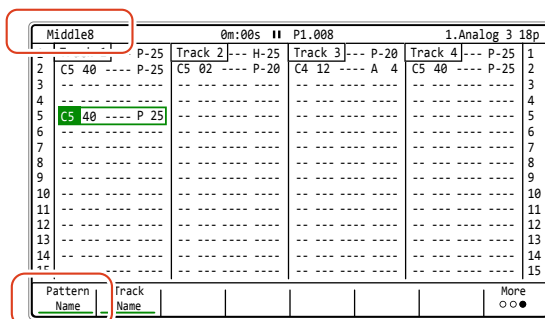 Middle8 0m:00s II P1.008 1.Analog 3 18p
P-25 Track 2 --- H-25 Track 3 --- P-20 Track 4 --- P-25 1
2 C5 40 ---- P-25 C5 02 ---- P-20 C4 12 ---- A 4 C5 40 ---- P-25 2
3 -- -- ---- ---- -- -- ---- ---- -- -- ---- ---- -- -- ---- ---- 3
4 -- -- ---- ---- -- -- ---- ---- -- -- ---- ---- -- -- ---- ---- 4
5 C5 40 ---- P 25 -- -- ---- ---- -- -- ---- ---- -- -- ---- ---- 5
6 -- -- ---- ---- -- -- ---- ---- -- -- ---- ---- -- -- ---- ---- 6
7 -- -- ---- ---- -- -- ---- ---- -- -- ---- ---- -- -- ---- ---- 7
8 -- -- ---- ---- -- -- ---- ---- -- -- ---- ---- -- -- ---- ---- 8
9 -- -- ---- ---- -- -- ---- ---- -- -- ---- ---- -- -- ---- ---- 9
10 -- -- ---- ---- -- -- ---- ---- -- -- ---- ---- -- -- ---- ---- 10
11 -- -- ---- ---- -- -- ---- ---- -- -- ---- ---- -- -- ---- ---- 11
12 -- -- ---- ---- -- -- ---- ---- -- -- ---- ---- -- -- ---- ---- 12
13 -- -- ---- ---- -- -- ---- ---- -- -- ---- ---- -- -- ---- ---- 13
14 -- -- ---- ---- -- -- ---- ---- -- -- ---- ---- -- -- ---- ---- 14
15 -- -- ---- ---- -- -- ---- ---- -- -- ---- ---- -- -- ---- ---- 15
Pattern Track More
Name Name